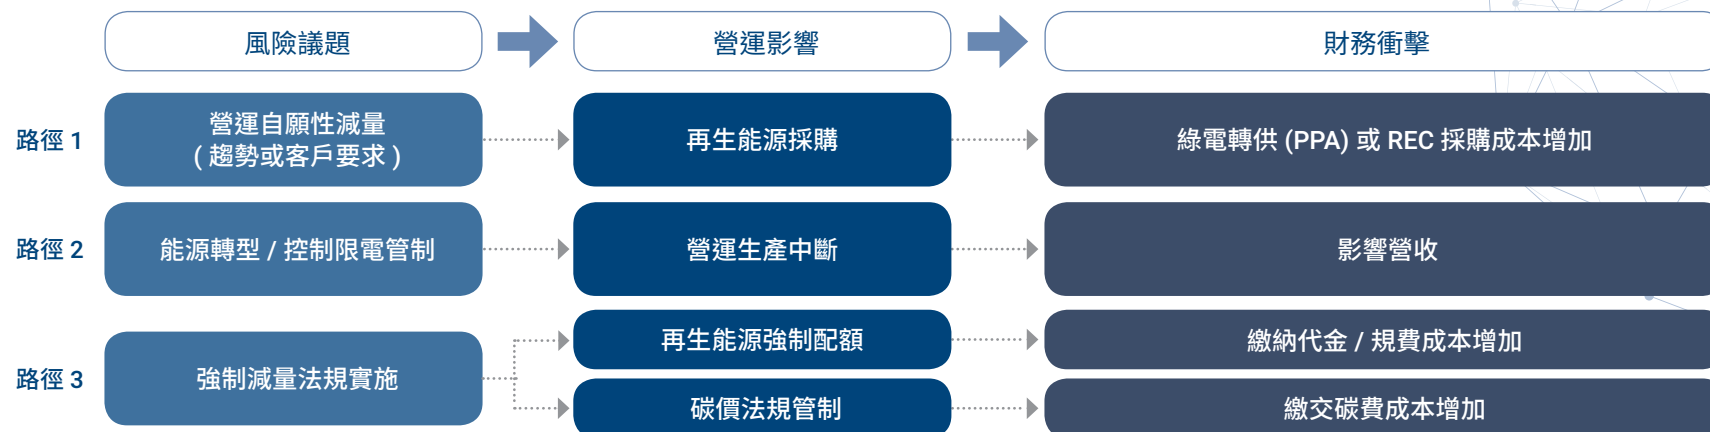 風險議題
營運影響
財務衝擊
路徑 1
營運自願性減量
( 趨勢或客戶要求 )
再生能源採購
綠電轉供 (PPA) 或 REC 採購成本增加
路徑 2
能源轉型 / 控制限電管制
營運生產中斷
影響營收
路徑 3
強制減量法規實施
再生能源強制配額
繳納代金 / 規費成本增加
碳價法規管制
繳交碳費成本增加